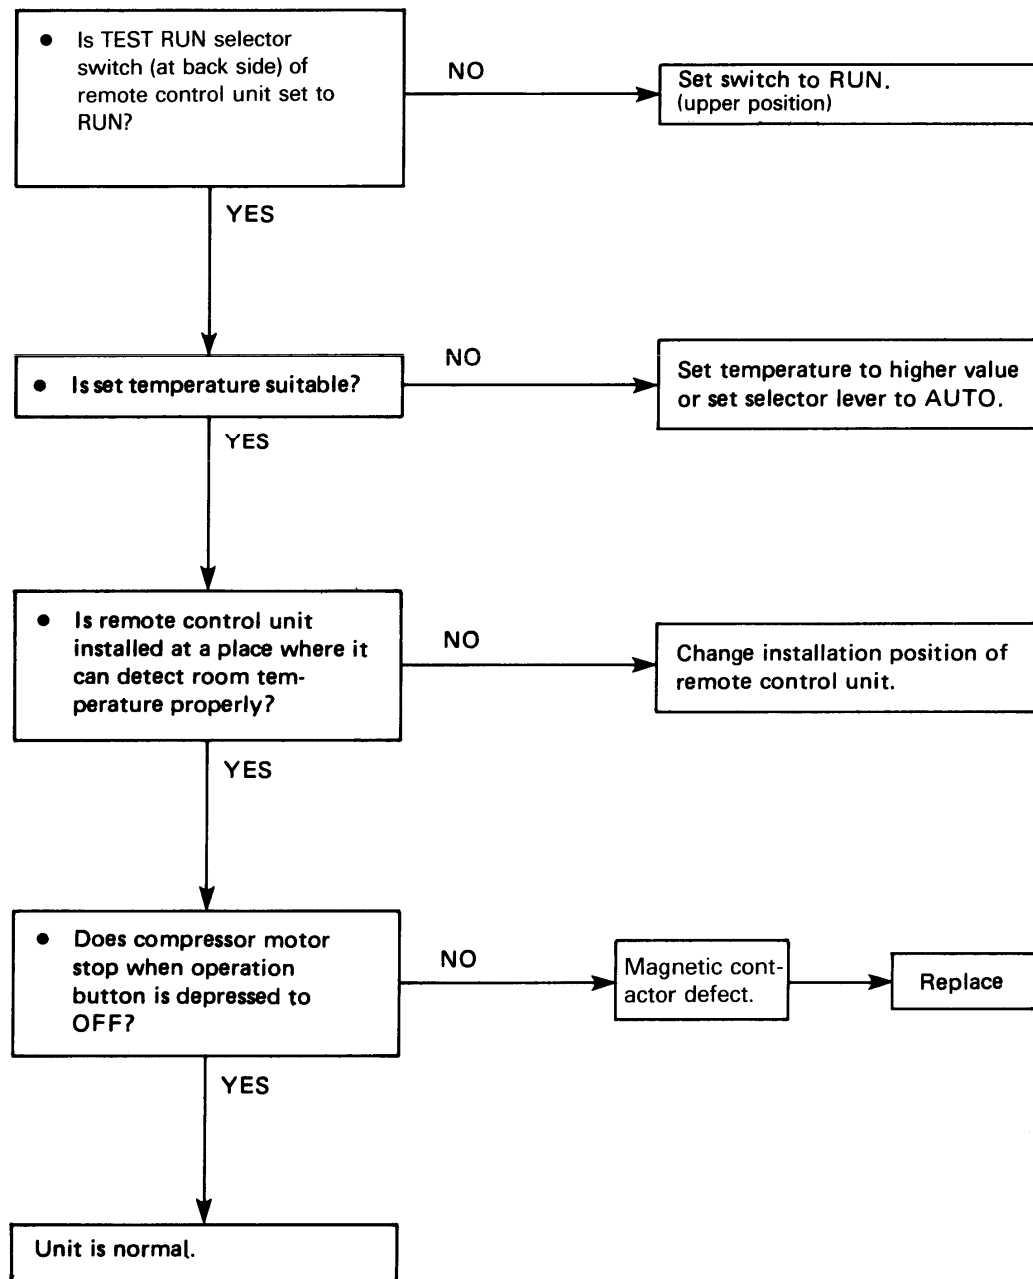 ● Is TEST RUN selector
switch (at back side) of
remote control unit set to
RUN?
NO
Set switch to RUN.
(upper position)
YES
● Is set temperature suitable?
NO
Set temperature to higher value
or set selector lever to AUTO.
YES
● Is remote control unit
installed at a place where it
can detect room tem-
perature properly?
NO
Change installation position of
remote control unit.
YES
● Does compressor motor
stop when operation
button is depressed to
OFF?
NO
Magnetic cont-
actor defect.
Replace
YES
Unit is normal.